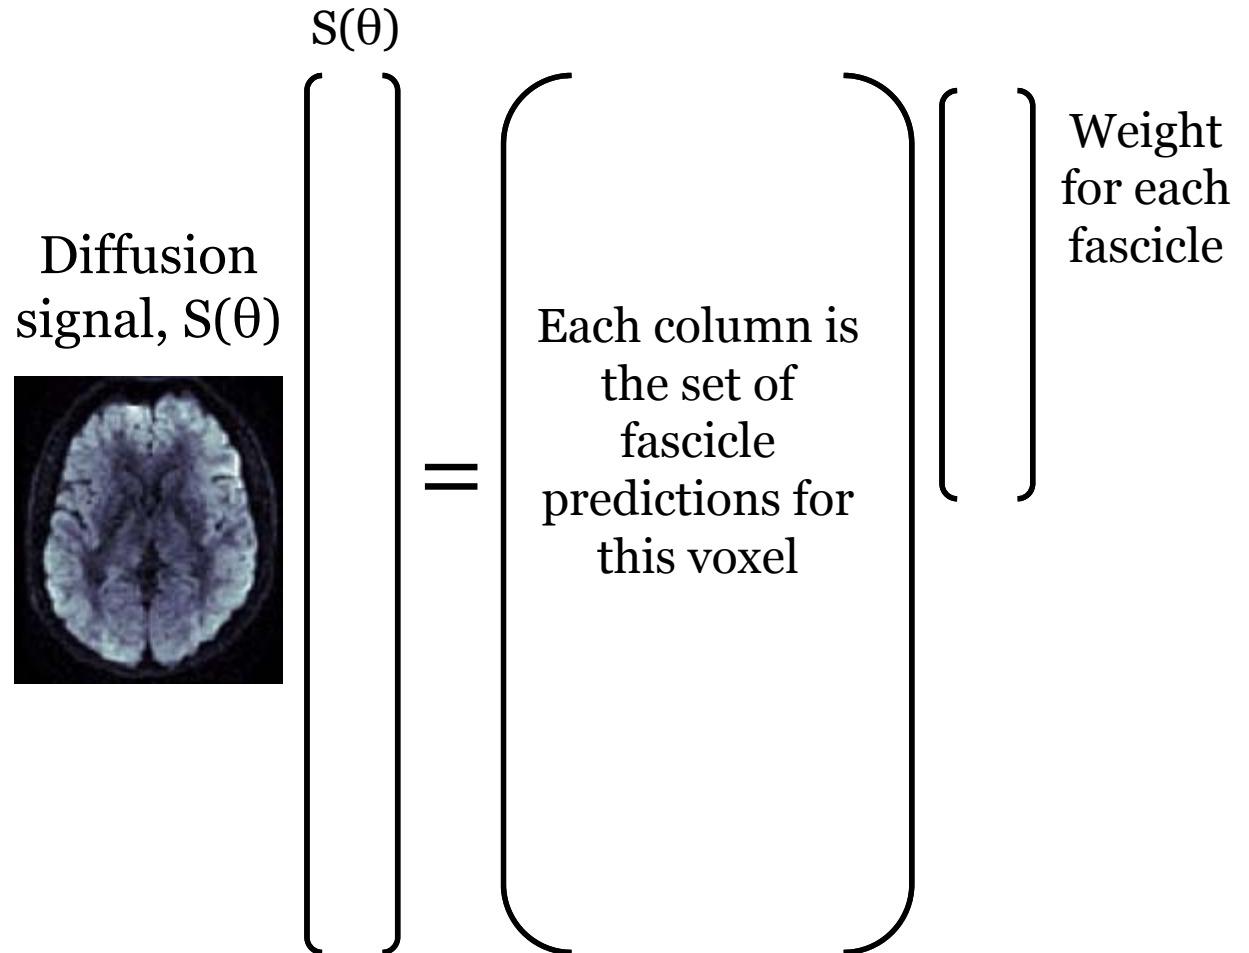 S(θ)
Diffusion
signal, S(θ)
=
Each column is
the set of
fascicle
predictions for
this voxel
Weight
for each
fascicle